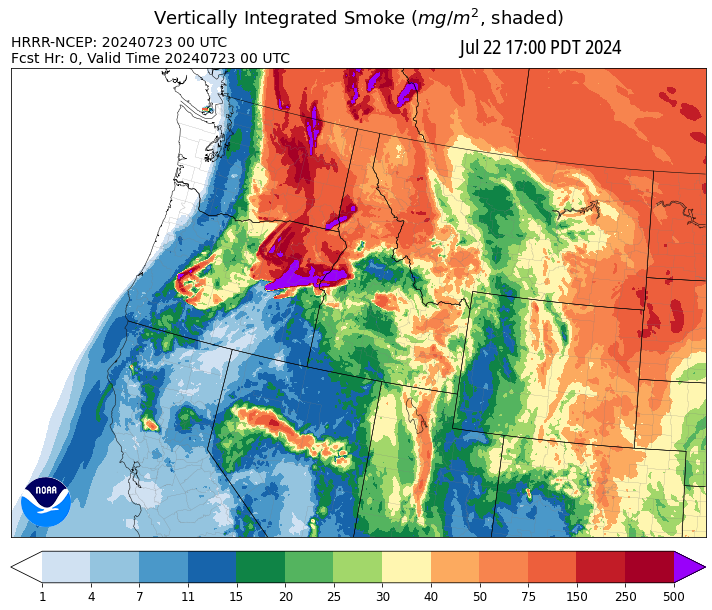 Vertically Integrated Smoke (mg/m², shaded)
HRRR-NCEP: 20240723 00 UTC
Jul 22 17:00 PDT 2024
Fcst Hr: 0, Valid Time 20240723 00 UTC
NOAA
1 4 7 11 15 20 25 30 40 50 75 150 250 500